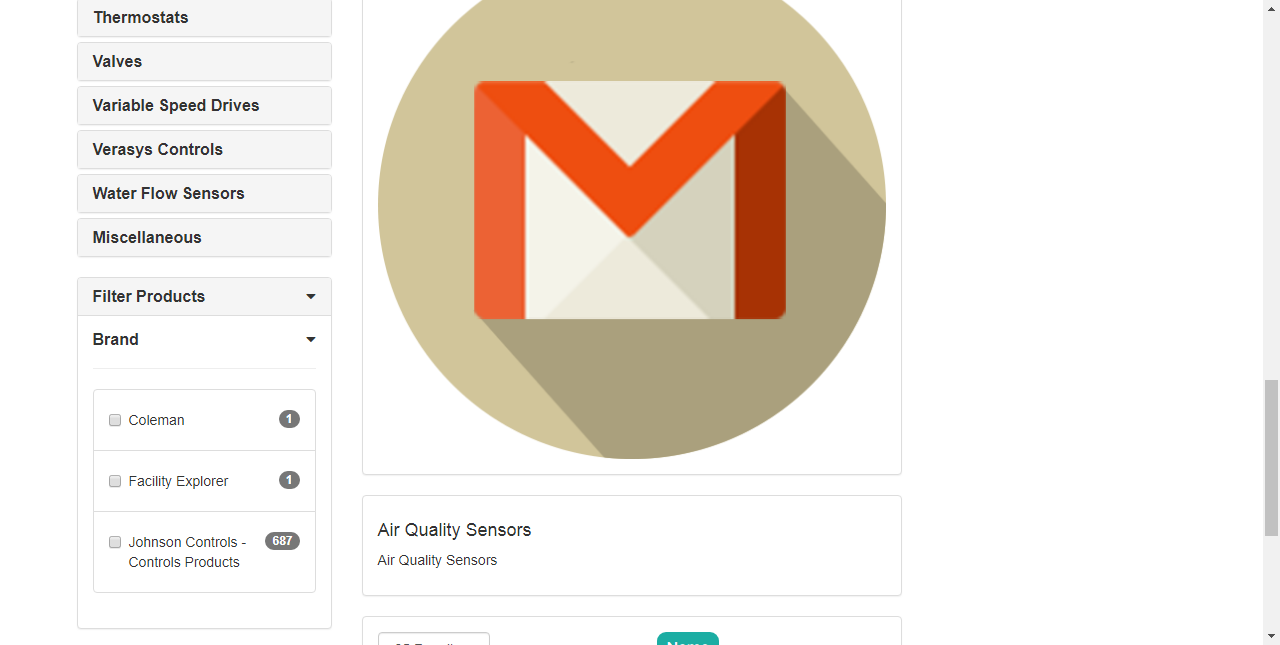 Thermostats
Valves
Variable Speed Drives
Verasys Controls
Water Flow Sensors
Miscellaneous
Filter Products
Brand
Coleman 1
Facility Explorer 1
Johnson Controls - 687
Controls Products
Air Quality Sensors
Air Quality Sensors
Name